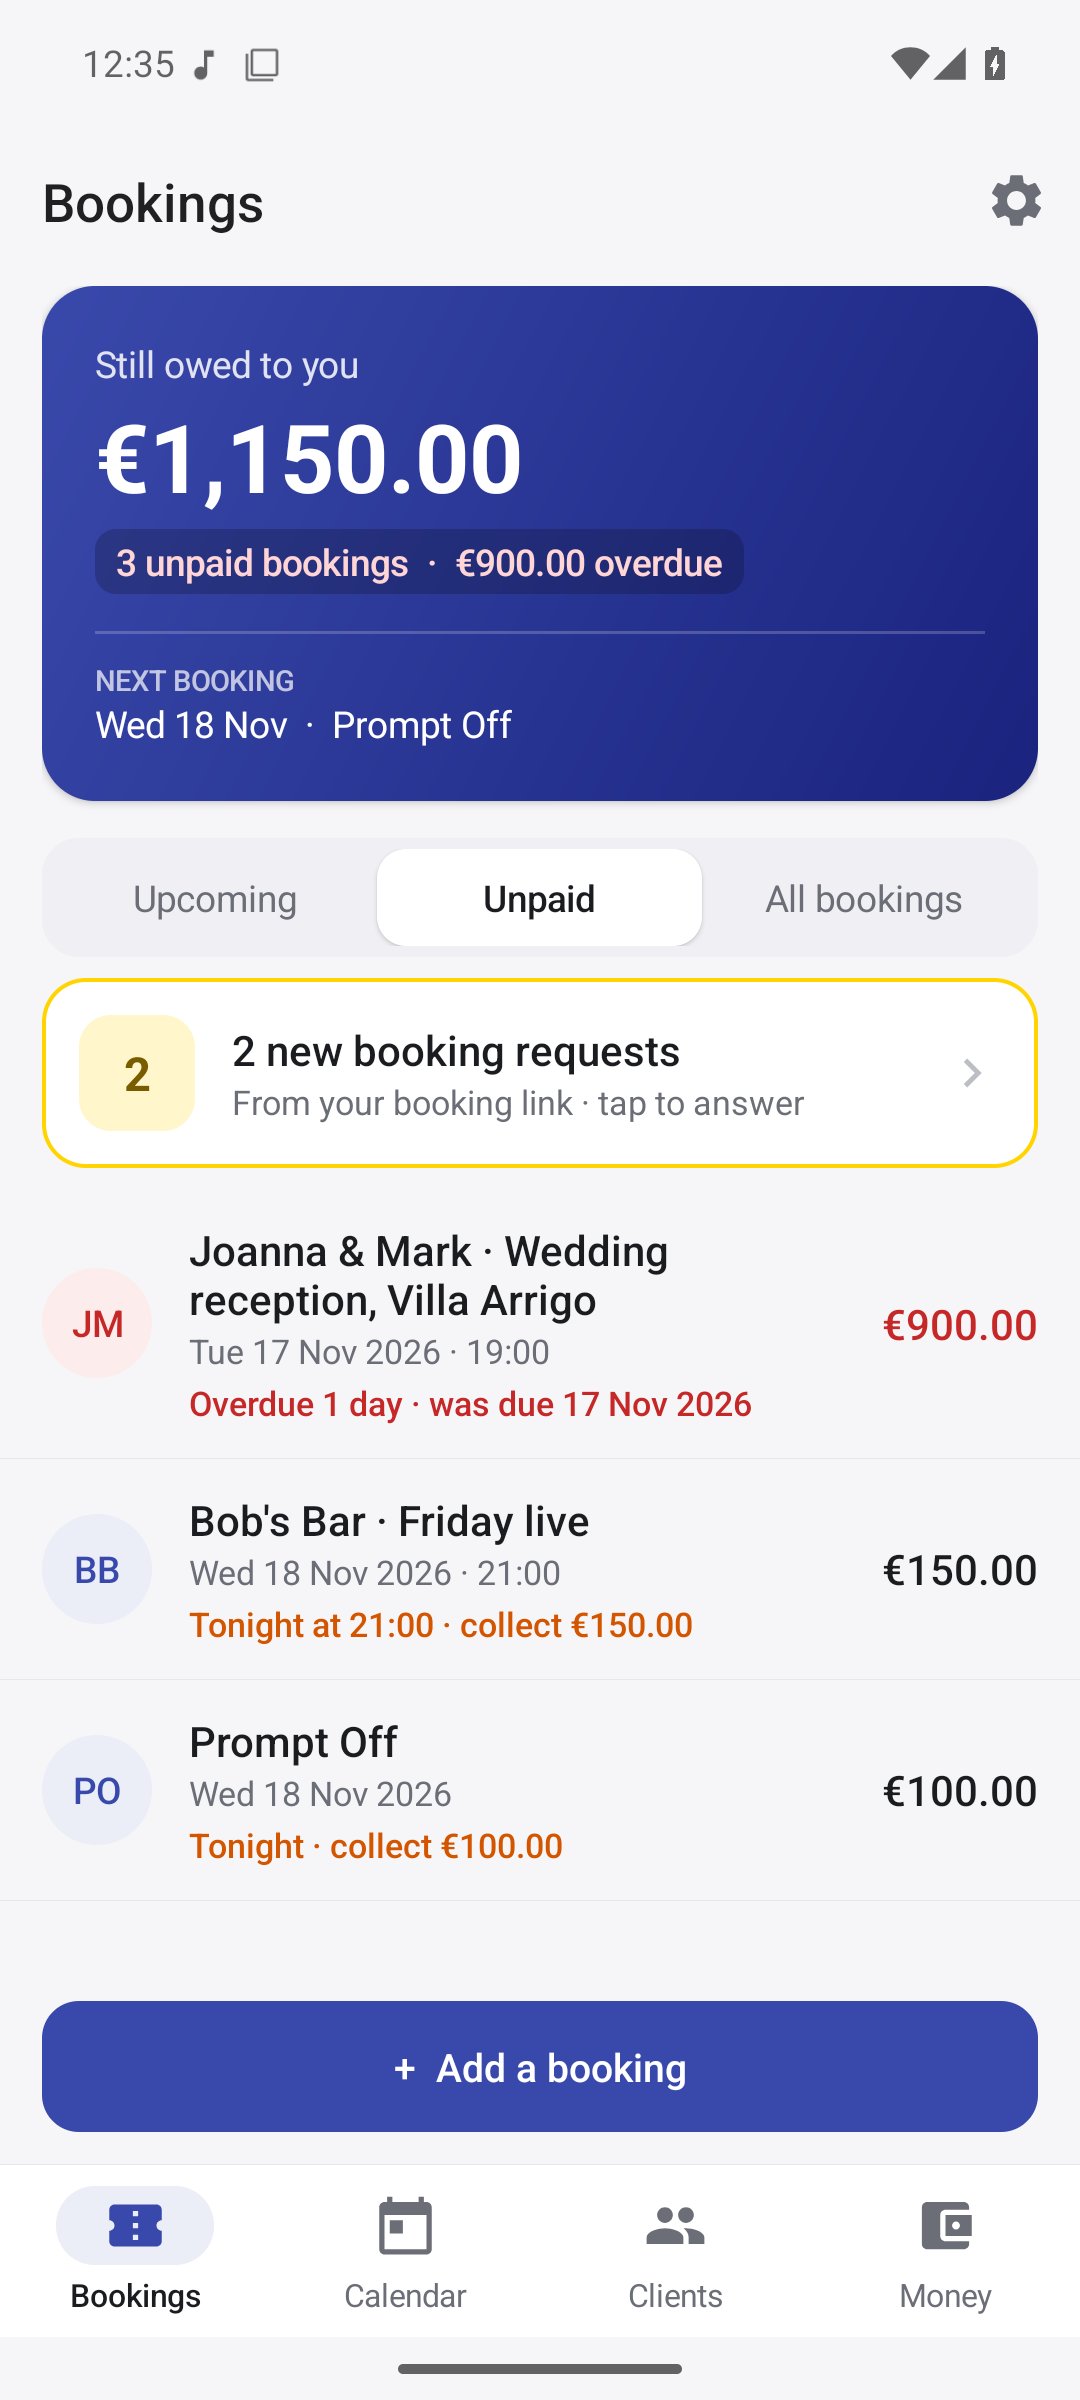 12:35
Bookings
Still owed to you
€1,150.00
3 unpaid bookings · €900.00 overdue
NEXT BOOKING
Wed 18 Nov · Prompt Off
Upcoming
Unpaid
All bookings
2
2 new booking requests
From your booking link · tap to answer
JM
Joanna & Mark · Wedding
reception, Villa Arrigo
Tue 17 Nov 2026 · 19:00
Overdue 1 day · was due 17 Nov 2026
€900.00
BB
Bob's Bar · Friday live
Wed 18 Nov 2026 · 21:00
Tonight at 21:00 · collect €150.00
€150.00
PO
Prompt Off
Wed 18 Nov 2026
Tonight · collect €100.00
€100.00
+ Add a booking
Bookings
Calendar
Clients
Money